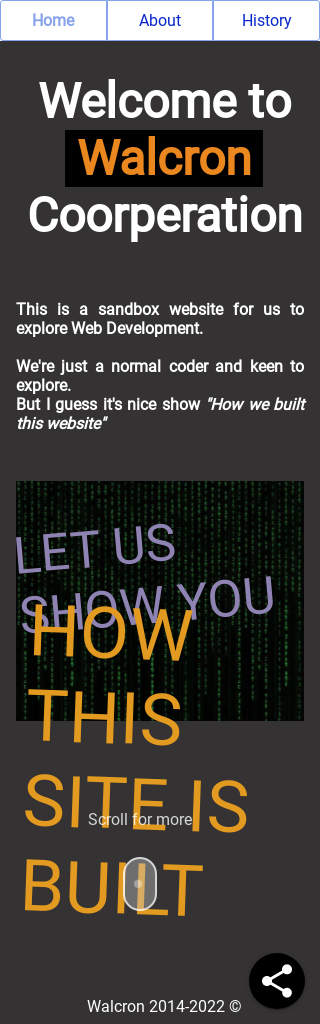 Home About History
Welcome to
Walcron
Coorperation
This is a sandbox website for us to
explore Web Development.
We're just a normal coder and keen to
explore.
But I guess it's nice show "How we built
this website"
LET US
SHOW YOU
HOW
THIS
SITE IS
BUILT
Scroll for more
Walcron 2014-2022 ©